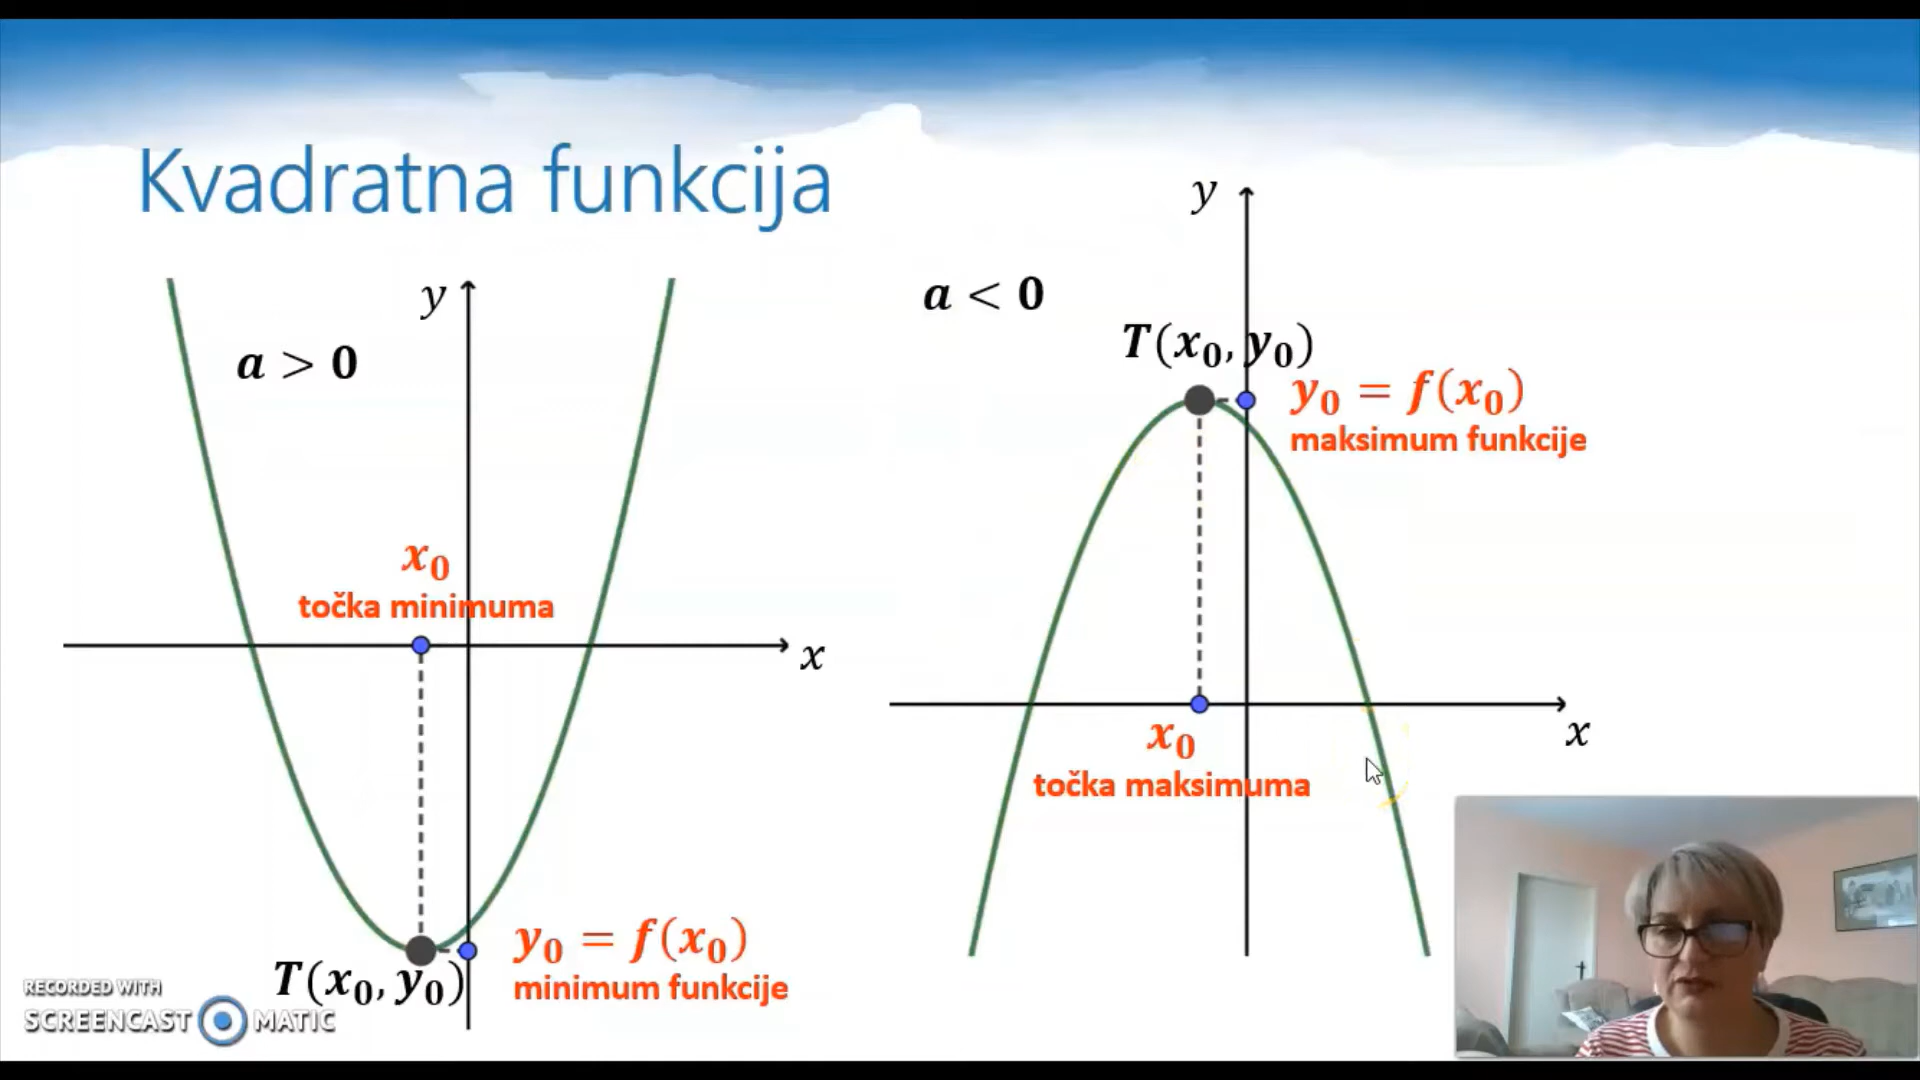 Kvadratna funkcija
y
a > 0
x₀
točka minimuma
x
y₀ = f(x₀)
minimum funkcije
T(x₀, y₀)
y
a < 0
T(x₀, y₀)
y₀ = f(x₀)
maksimum funkcije
x
x₀
točka maksimuma
RECORDED WITH
SCREENCAST MATIC